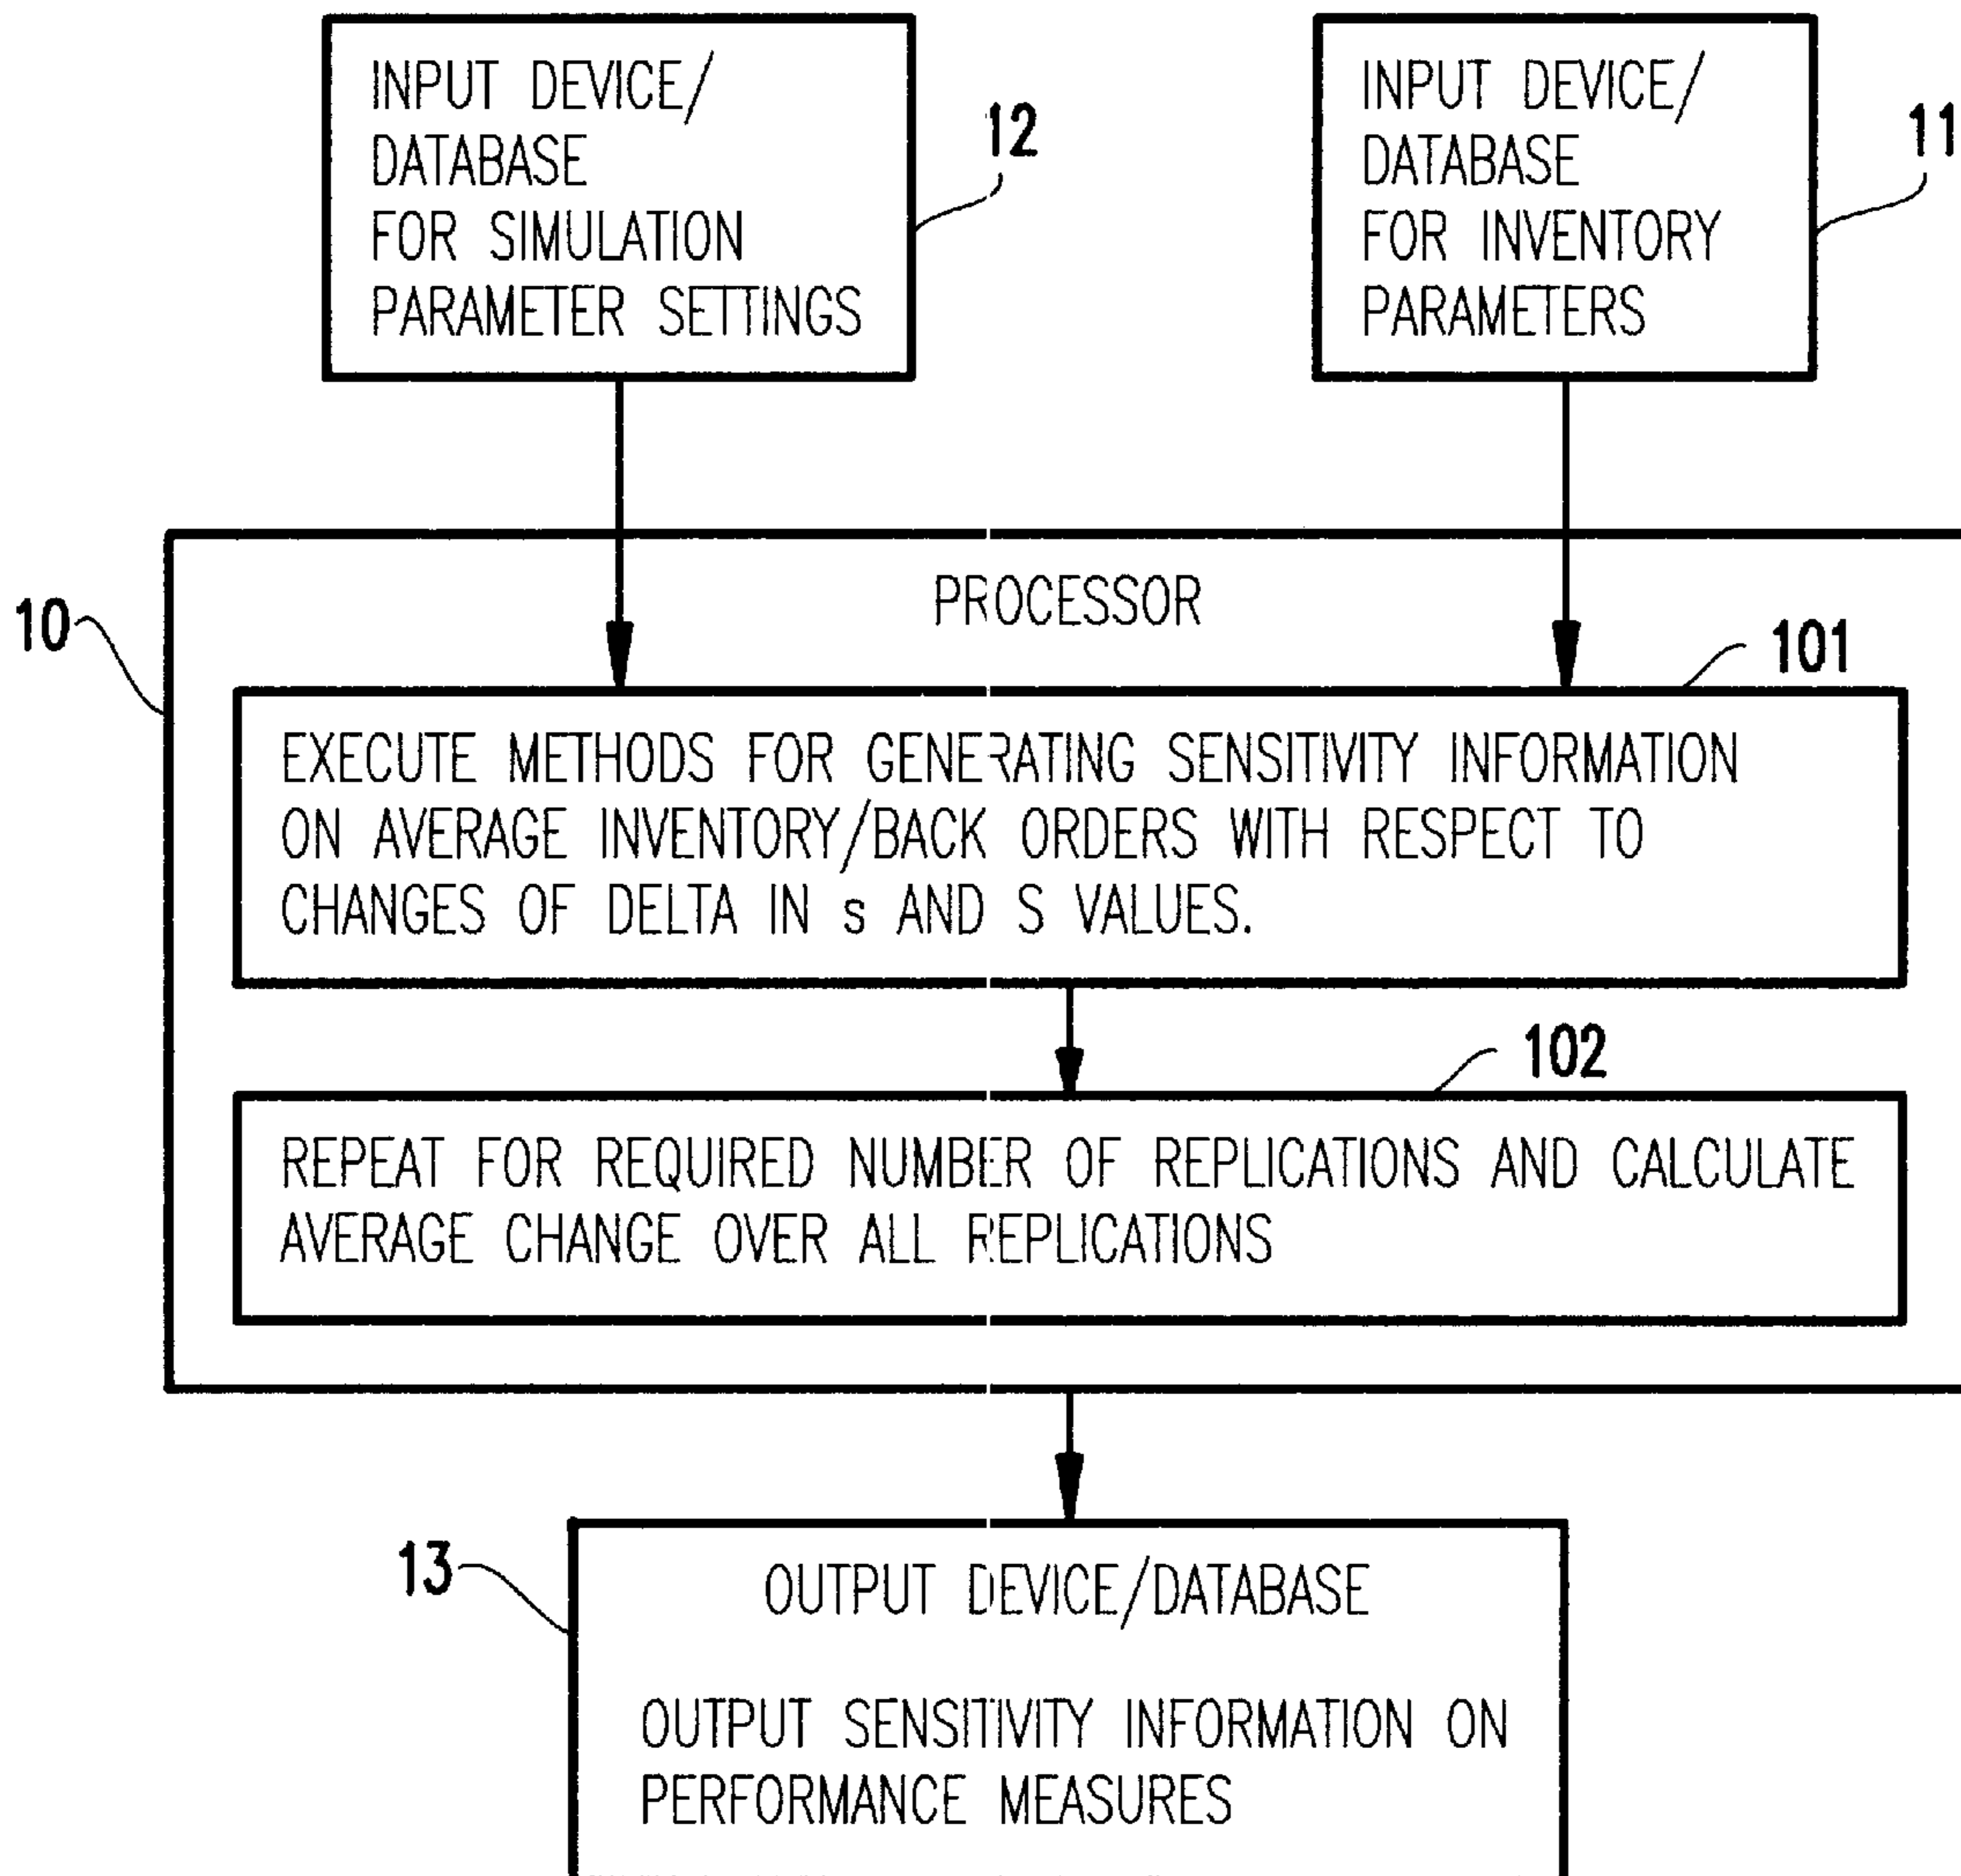 INPUT DEVICE/
DATABASE
FOR SIMULATION
PARAMETER SETTINGS
12
INPUT DEVICE/
DATABASE
FOR INVENTORY
PARAMETERS
11
10
PROCESSOR
101
EXECUTE METHODS FOR GENERATING SENSITIVITY INFORMATION
ON AVERAGE INVENTORY/BACK ORDERS WITH RESPECT TO
CHANGES OF DELTA IN s AND S VALUES.
102
REPEAT FOR REQUIRED NUMBER OF REPLICATIONS AND CALCULATE
AVERAGE CHANGE OVER ALL REPLICATIONS
13
OUTPUT DEVICE/DATABASE
OUTPUT SENSITIVITY INFORMATION ON
PERFORMANCE MEASURES